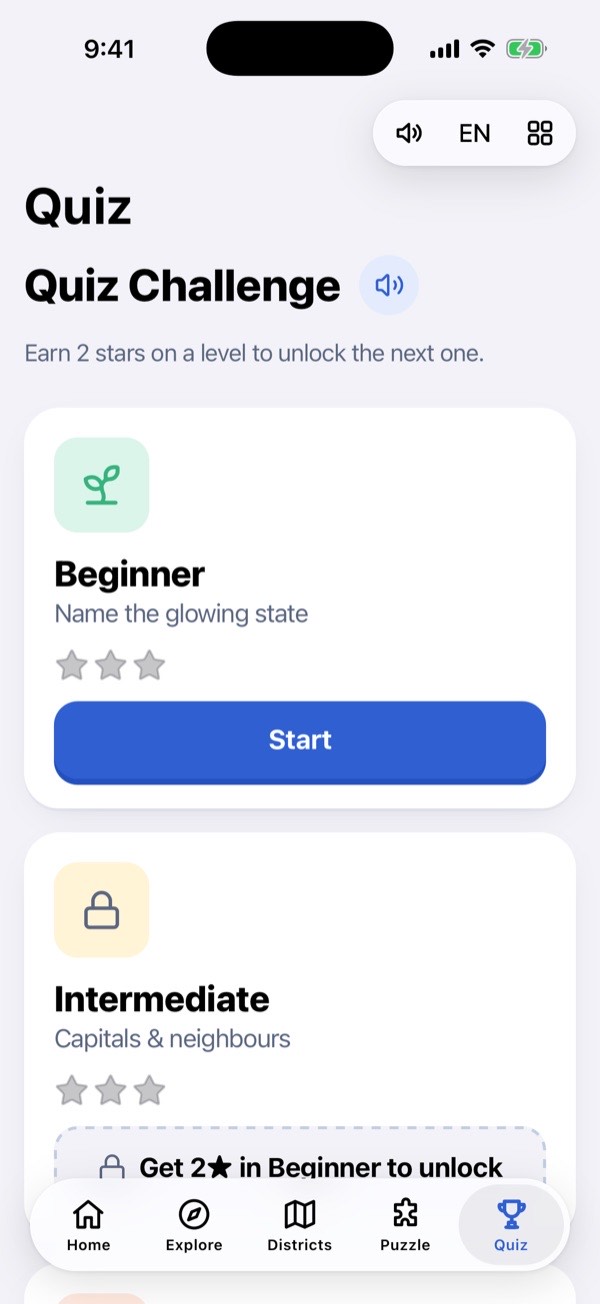 9:41
EN
Quiz
Quiz Challenge
Earn 2 stars on a level to unlock the next one.
Beginner
Name the glowing state
Start
Intermediate
Capitals & neighbours
Get 2★ in Beginner to unlock
Home
Explore
Districts
Puzzle
Quiz